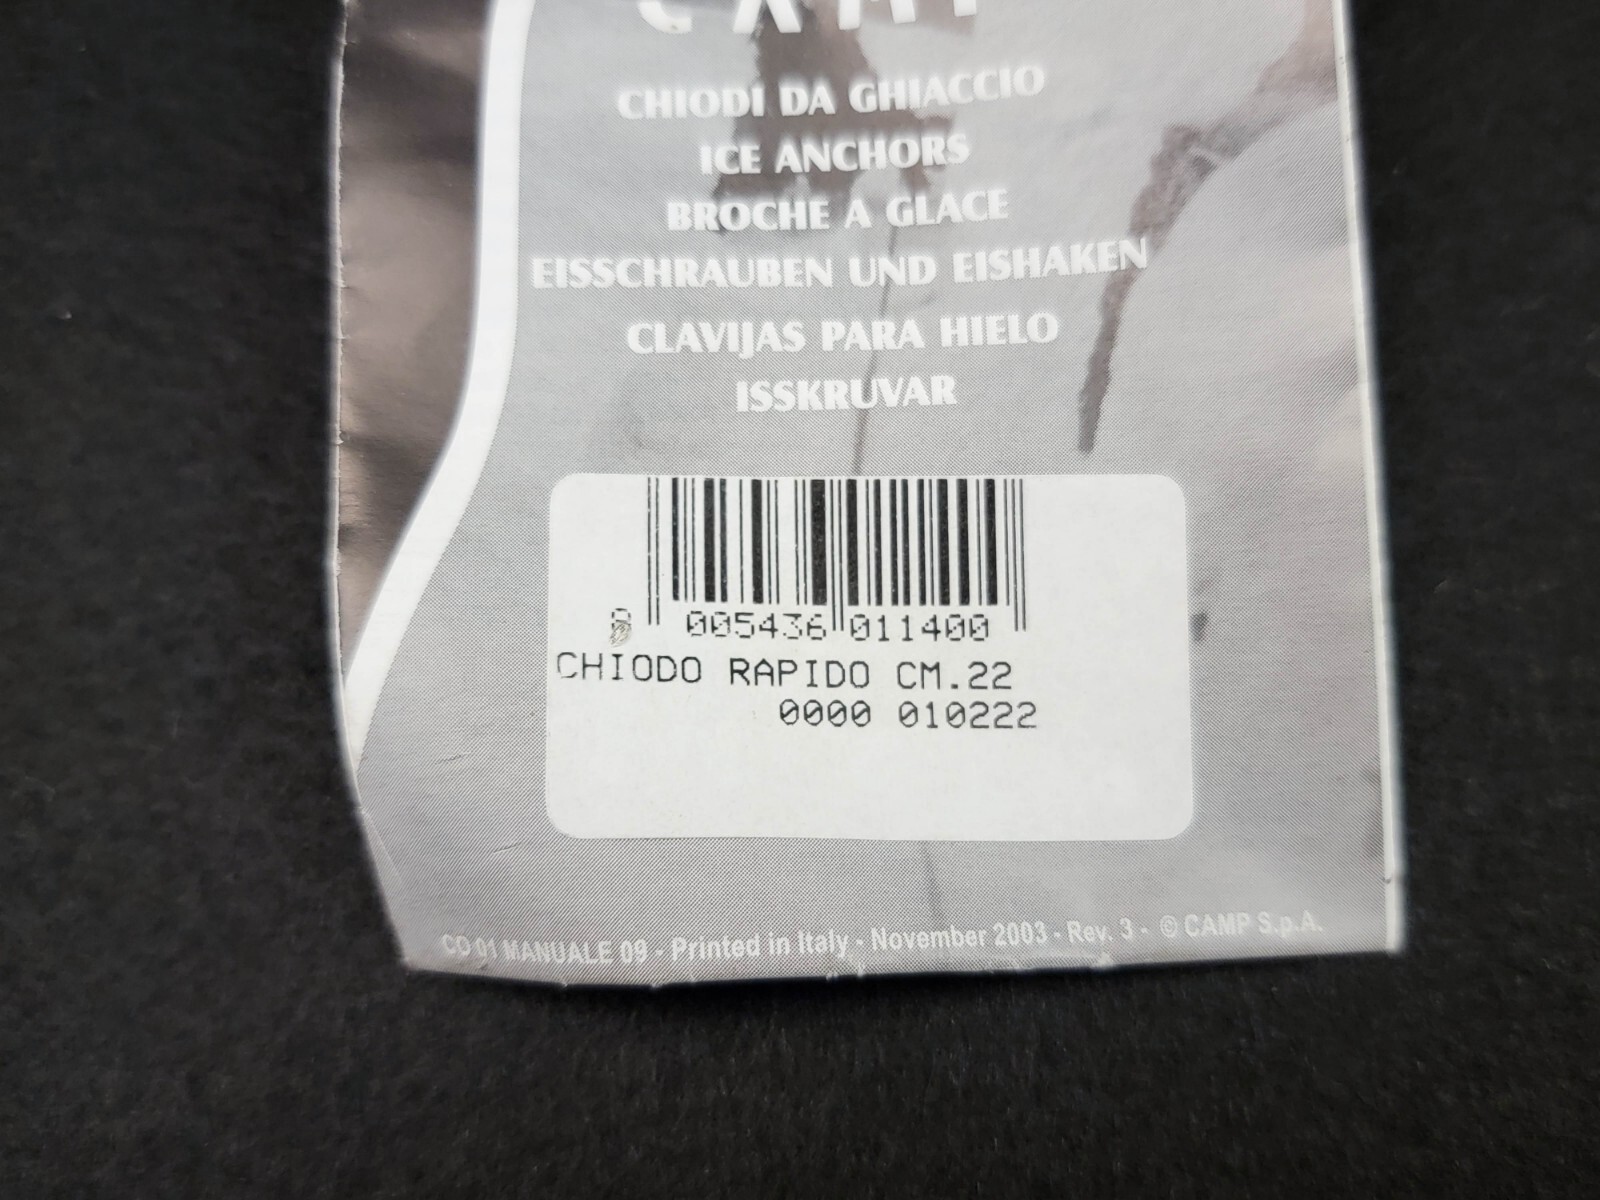 CAMP
CHIODI DA GHIACCIO
ICE ANCHORS
BROCHE A GLACE
EISSCHRAUBEN UND EISHAKEN
CLAVIJAS PARA HIELO
ISSKRUVAR
8 005436 011400
CHIODO RAPIDO CM.22
0000 010222
CO 01 MANUALE 09 - Printed in Italy - November 2003 - Rev. 3 - © CAMP S.p.A.